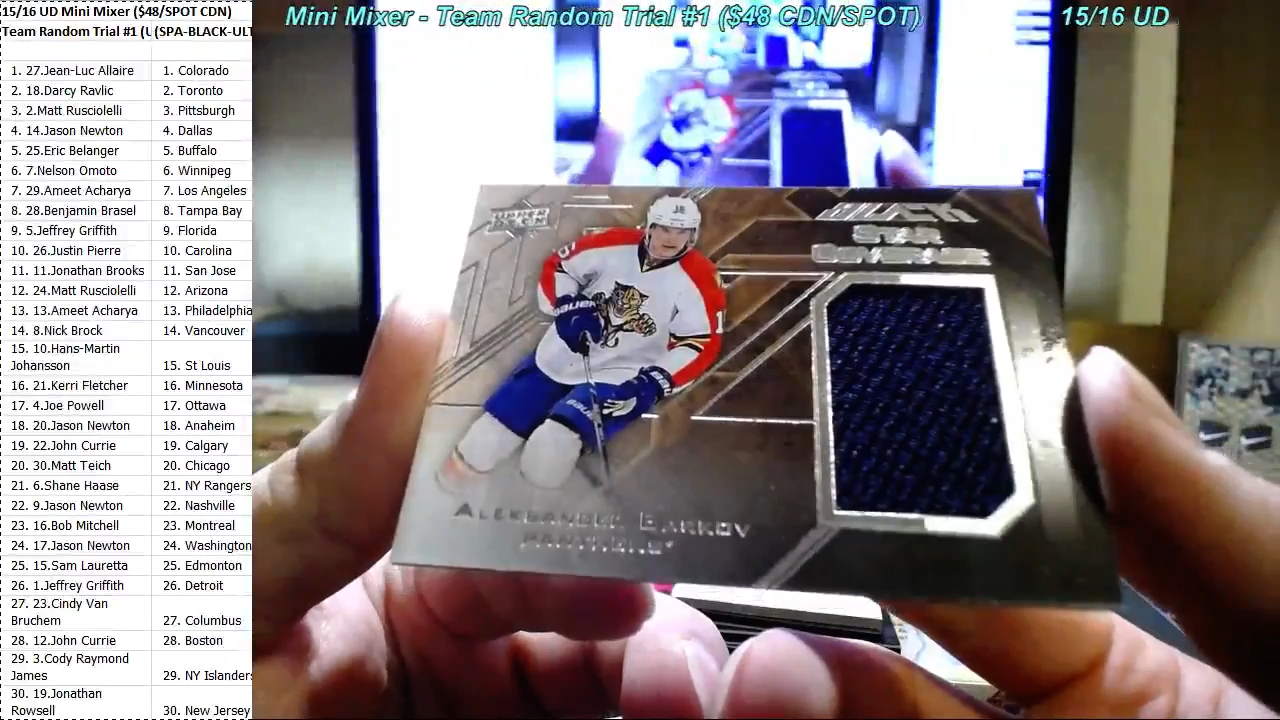 15/16 UD Mini Mixer ($48/SPOT CDN)
Team Random Trial #1 (U (SPA-BLACK-ULT
1. 27.Jean-Luc Allaire 1. Colorado
2. 18.Darcy Ravlic 2. Toronto
3. 2.Matt Rusciolelli 3. Pittsburgh
4. 14.Jason Newton 4. Dallas
5. 25.Eric Belanger 5. Buffalo
6. 7.Nelson Omoto 6. Winnipeg
7. 29.Ameet Acharya 7. Los Angeles
8. 28.Benjamin Brasel 8. Tampa Bay
9. 5.Jeffrey Griffith 9. Florida
10. 26.Justin Pierre 10. Carolina
11. 11.Jonathan Brooks 11. San Jose
12. 24.Matt Rusciolelli 12. Arizona
13. 13.Ameet Acharya 13. Philadelphia
14. 8.Nick Brock 14. Vancouver
15. 10.Hans-Martin
Johansson 15. St Louis
16. 21.Kerri Fletcher 16. Minnesota
17. 4.Joe Powell 17. Ottawa
18. 20.Jason Newton 18. Anaheim
19. 22.John Currie 19. Calgary
20. 30.Matt Teich 20. Chicago
21. 6.Shane Haase 21. NY Rangers
22. 9.Jason Newton 22. Nashville
23. 16.Bob Mitchell 23. Montreal
24. 17.Jason Newton 24. Washington
25. 15.Sam Lauretta 25. Edmonton
26. 1.Jeffrey Griffith 26. Detroit
27. 23.Cindy Van
Bruchem 27. Columbus
28. 12.John Currie 28. Boston
29. 3.Cody Raymond
James 29. NY Islanders
30. 19.Jonathan
Rowsell 30. New Jersey
Mini Mixer - Team Random Trial #1 ($48 CDN/SPOT) 15/16 UD
UPPER DECK
BLACK
STAR
COVERAGE
ALEKSANDER BARKOV
PANTHERS